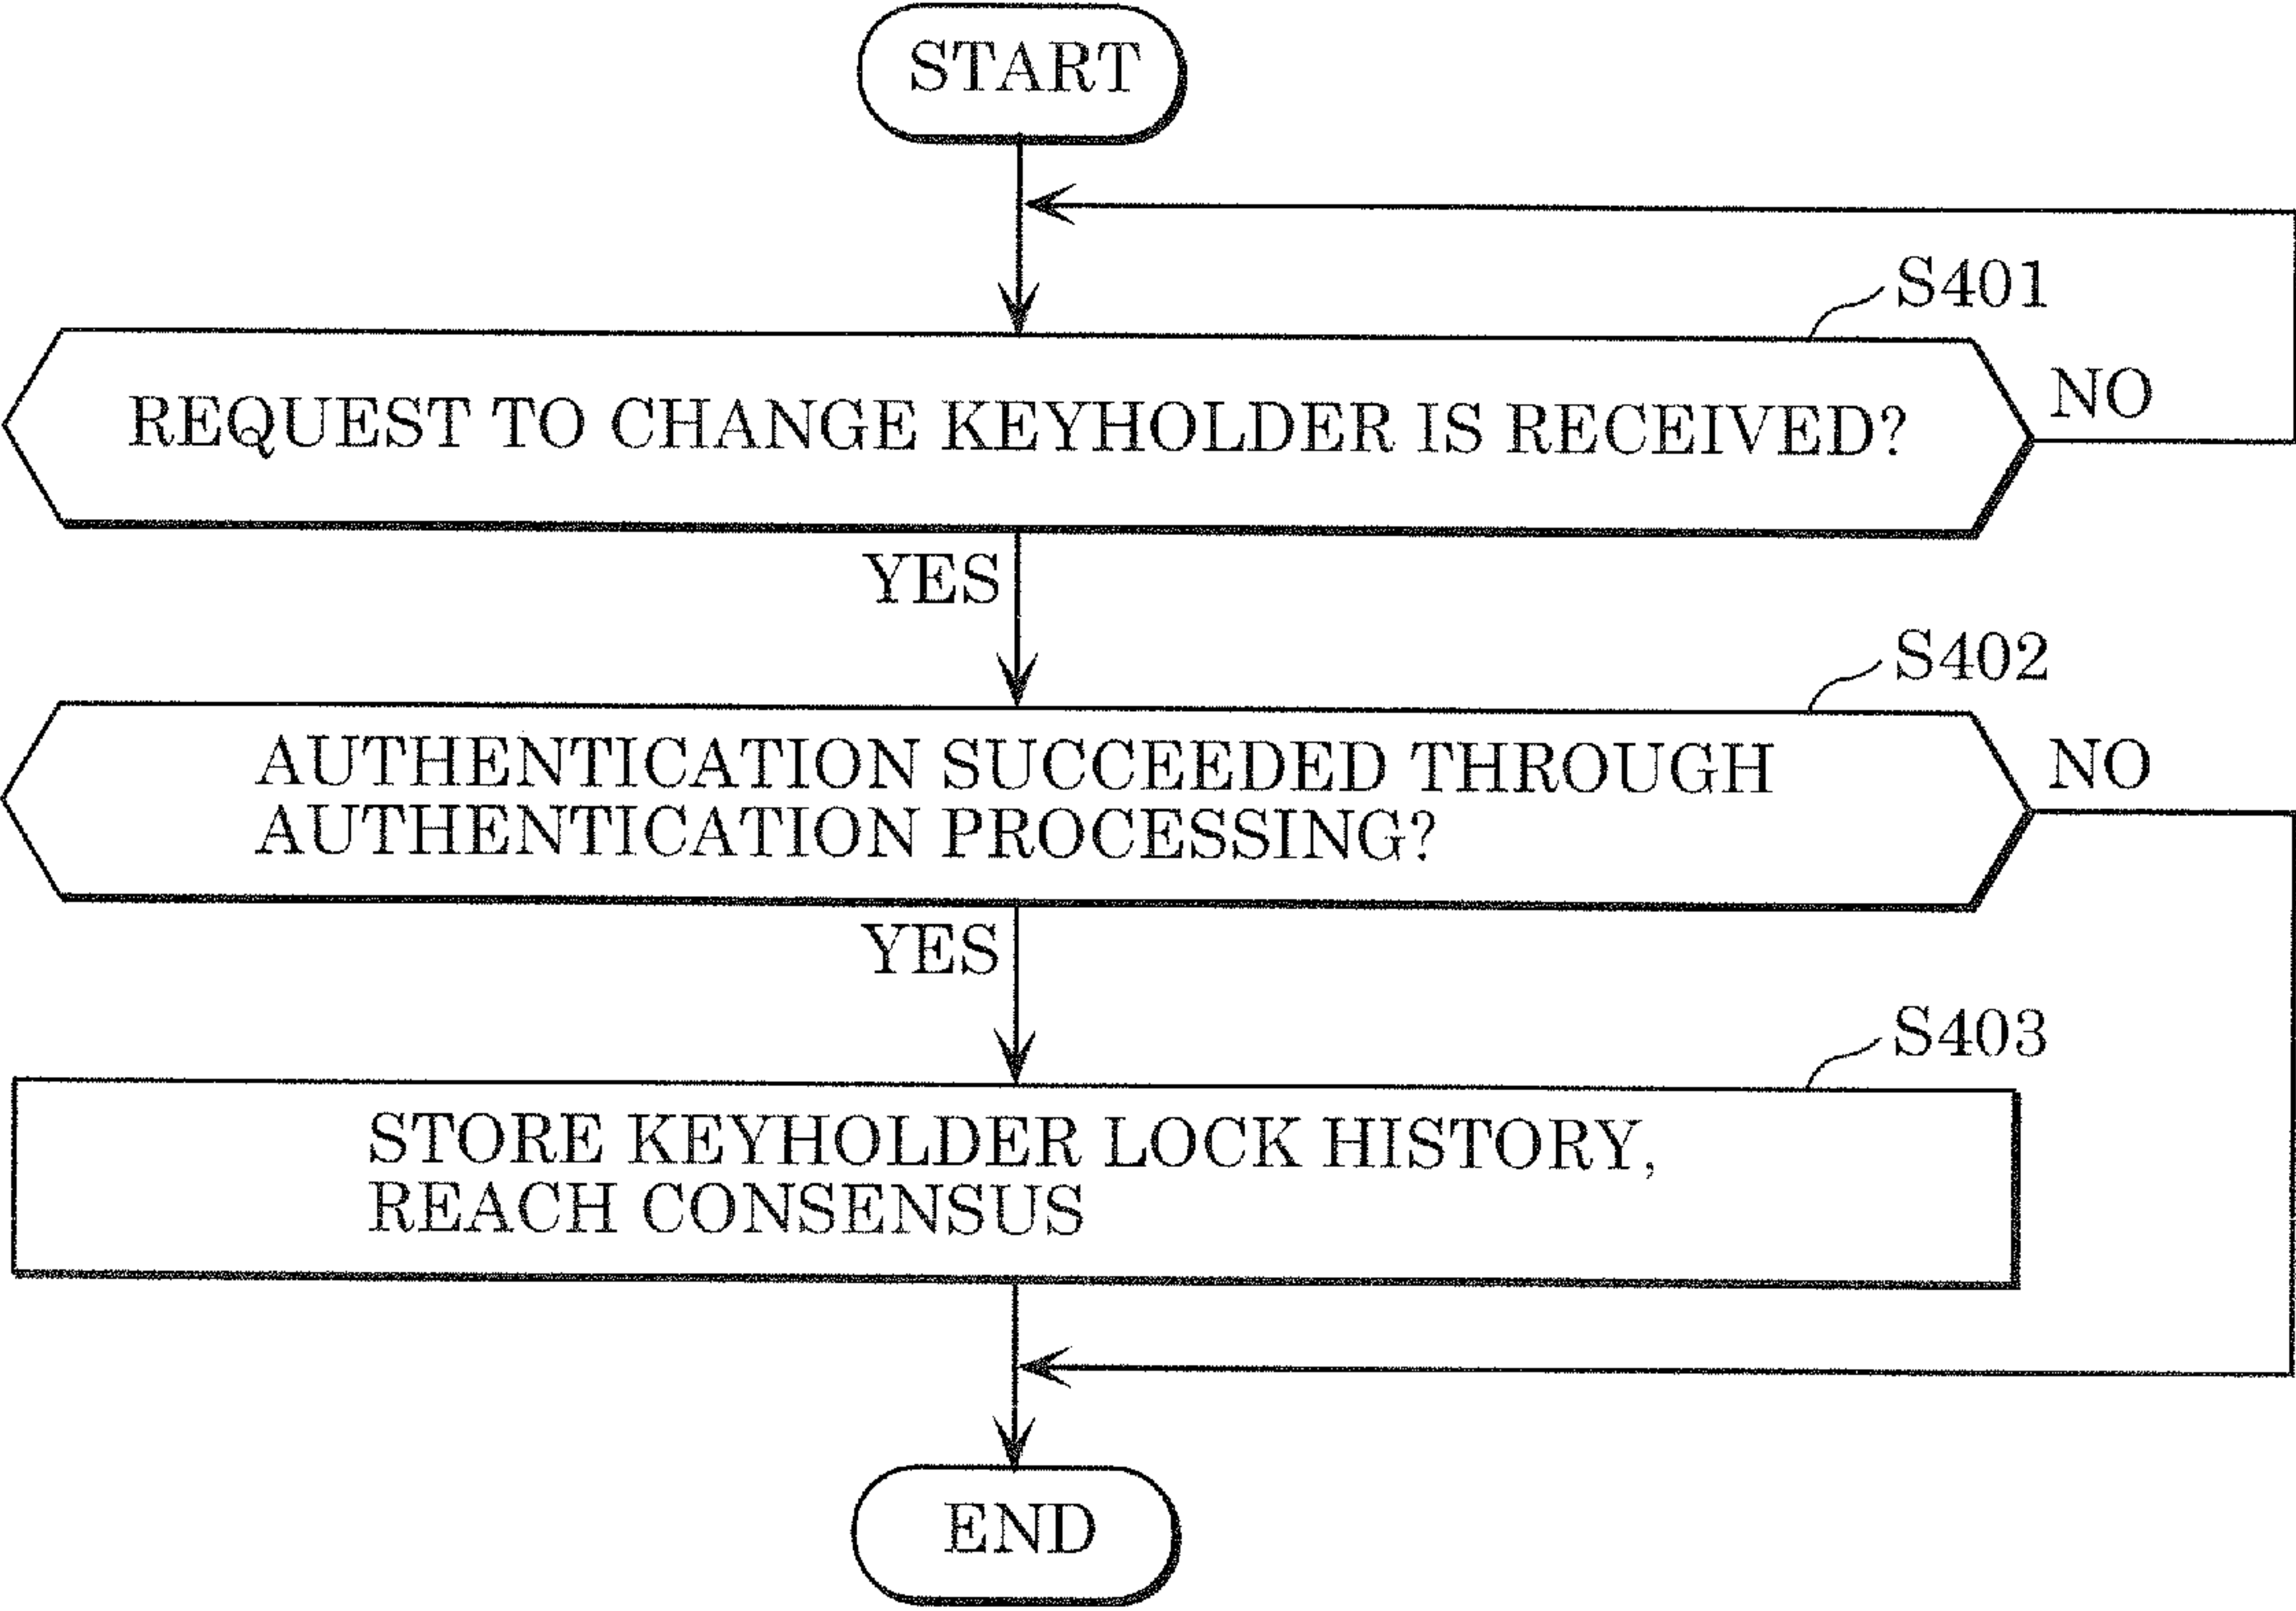 START
S401
REQUEST TO CHANGE KEYHOLDER IS RECEIVED?
NO
YES
S402
AUTHENTICATION SUCCEEDED THROUGH
AUTHENTICATION PROCESSING?
NO
YES
S403
STORE KEYHOLDER LOCK HISTORY,
REACH CONSENSUS
END